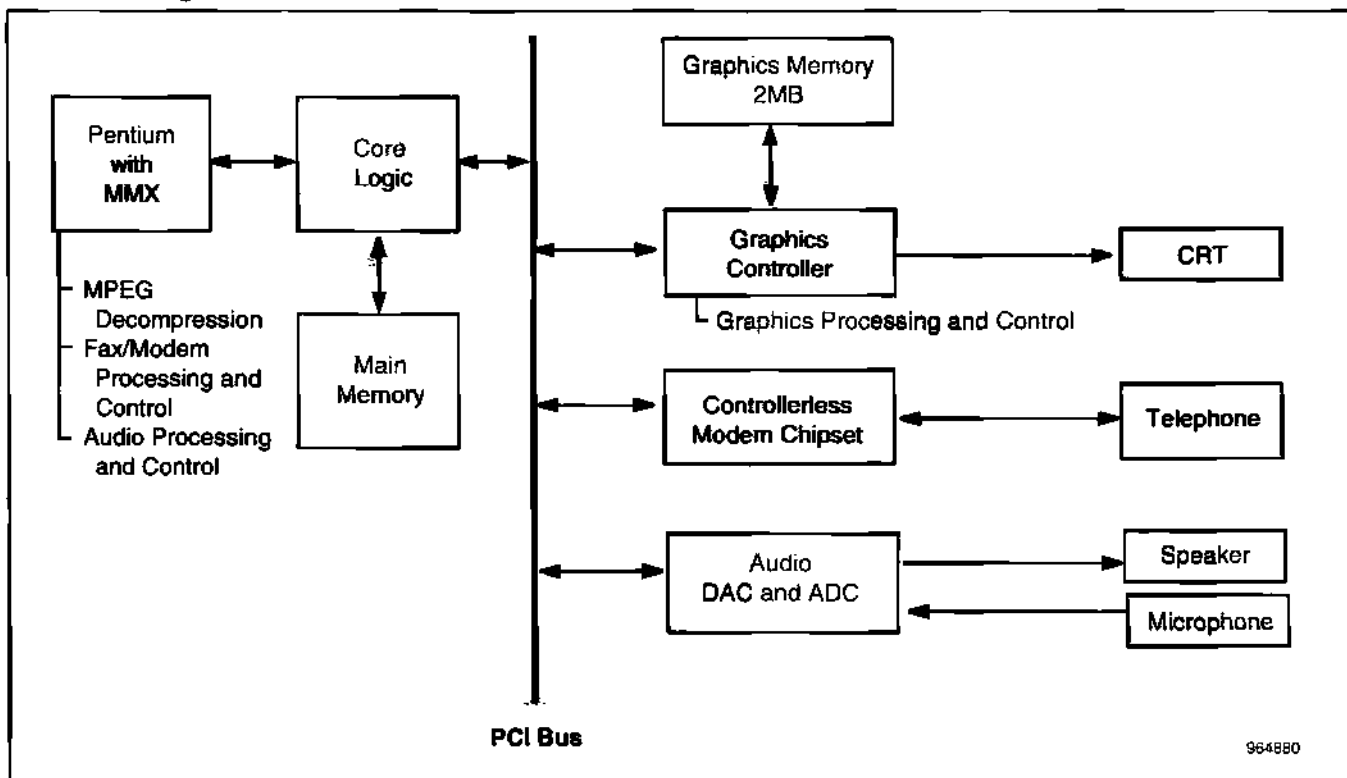 Pentium
with
MMX
Core
Logic
Main
Memory
MPEG
Decompression
Fax/Modem
Processing and
Control
Audio Processing
and Control
PCI Bus
Graphics Memory
2MB
Graphics
Controller
Graphics Processing and Control
CRT
Controllerless
Modem Chipset
Telephone
Audio
DAC and ADC
Speaker
Microphone
964880